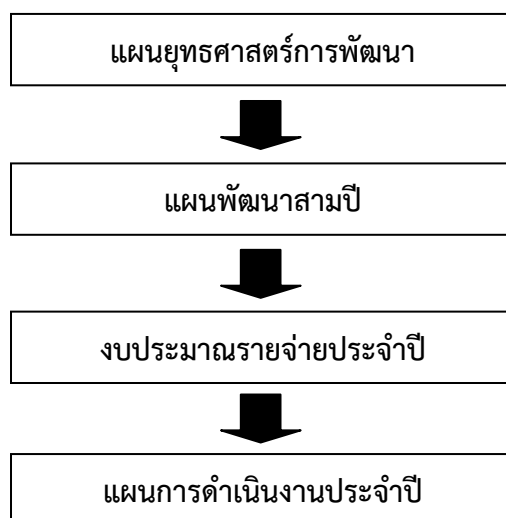 แผนยุทธศาสตร์การพัฒนา
แผนพัฒนาสามปี
งบประมาณรายจ่ายประจำปี
แผนการดำเนินงานประจำปี